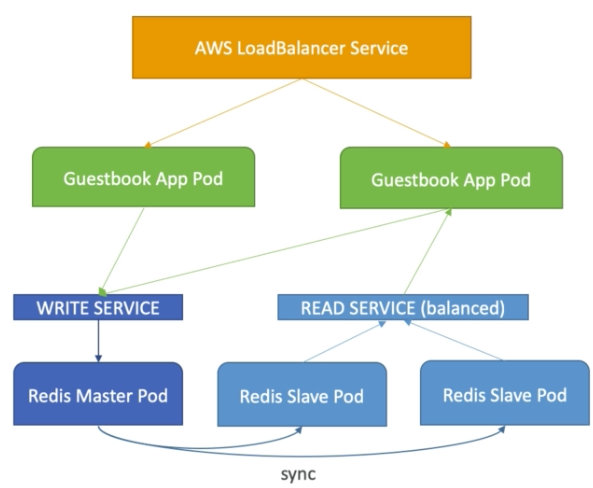 AWS LoadBalancer Service
Guestbook App Pod
Guestbook App Pod
WRITE SERVICE
READ SERVICE (balanced)
Redis Master Pod
Redis Slave Pod
Redis Slave Pod
sync